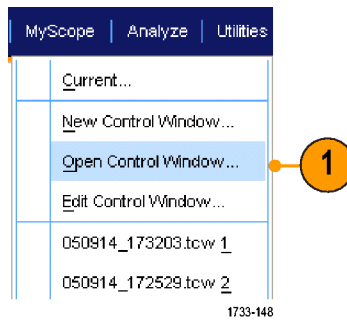 MyScope Analyze Utilities
Current...
New Control Window...
Open Control Window...
1
Edit Control Window...
050914_173203.tcw 1
050914_172529.tcw 2
1733-148